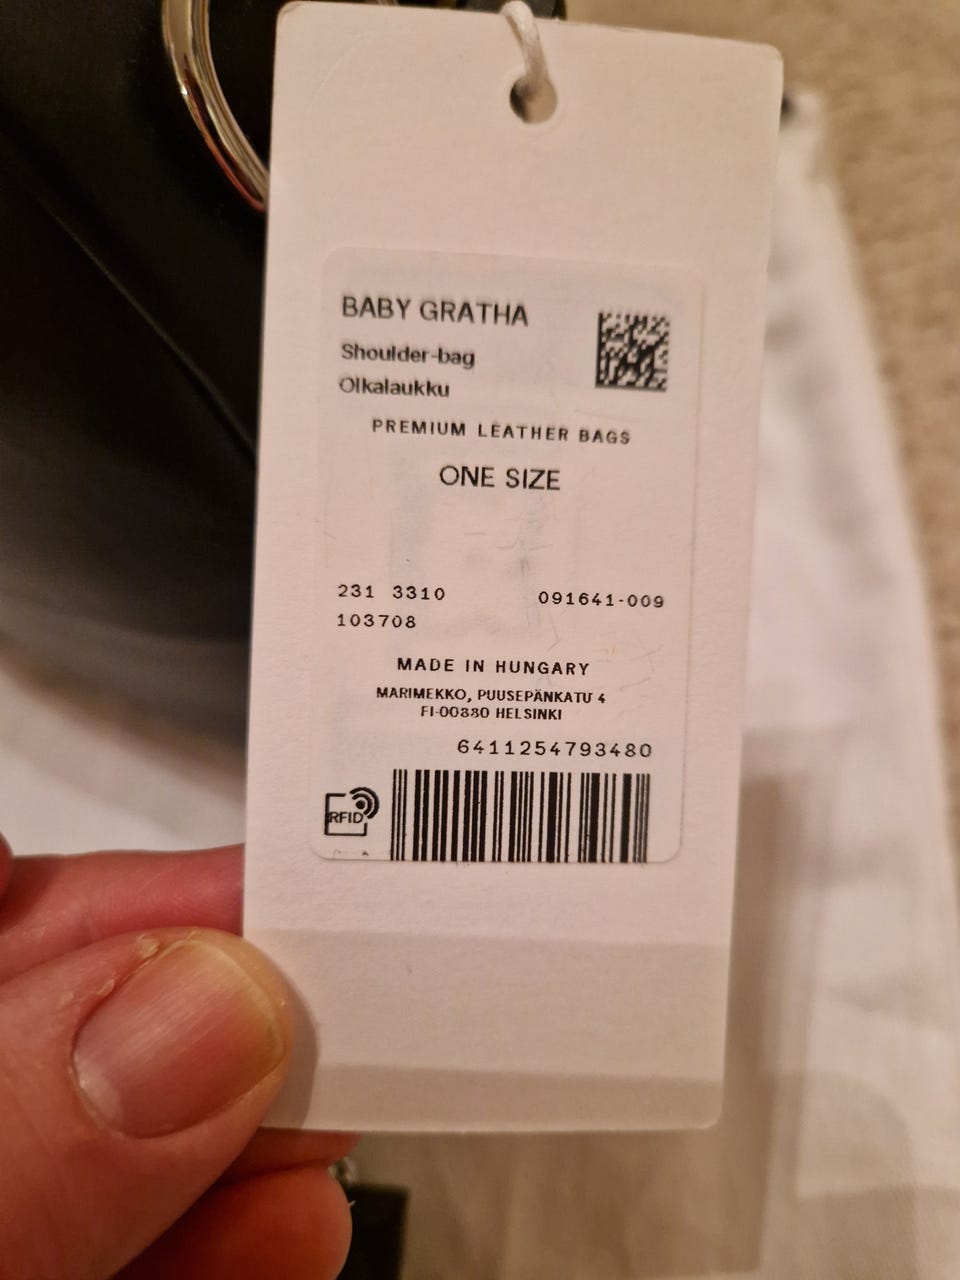 BABY GRATHA
Shoulder-bag
Olkalaukku
PREMIUM LEATHER BAGS
ONE SIZE
231 3310
091641-009
103708
MADE IN HUNGARY
MARIMEKKO, PUUSEPÄNKATU 4
FI-00880 HELSINKI
6411254793480
RFID